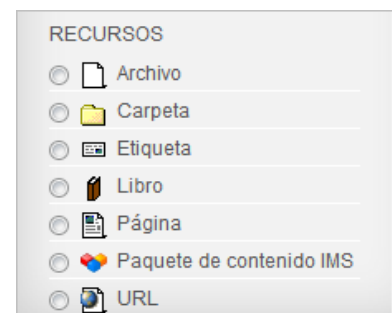 RECURSOS
Archivo
Carpeta
Etiqueta
Libro
Página
Paquete de contenido IMS
URL